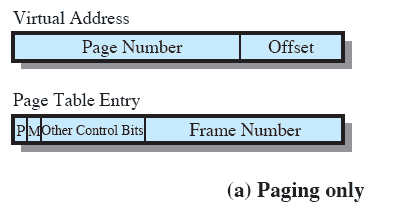 Virtual Address
Page Number Offset
Page Table Entry
P M Other Control Bits Frame Number
(a) Paging only